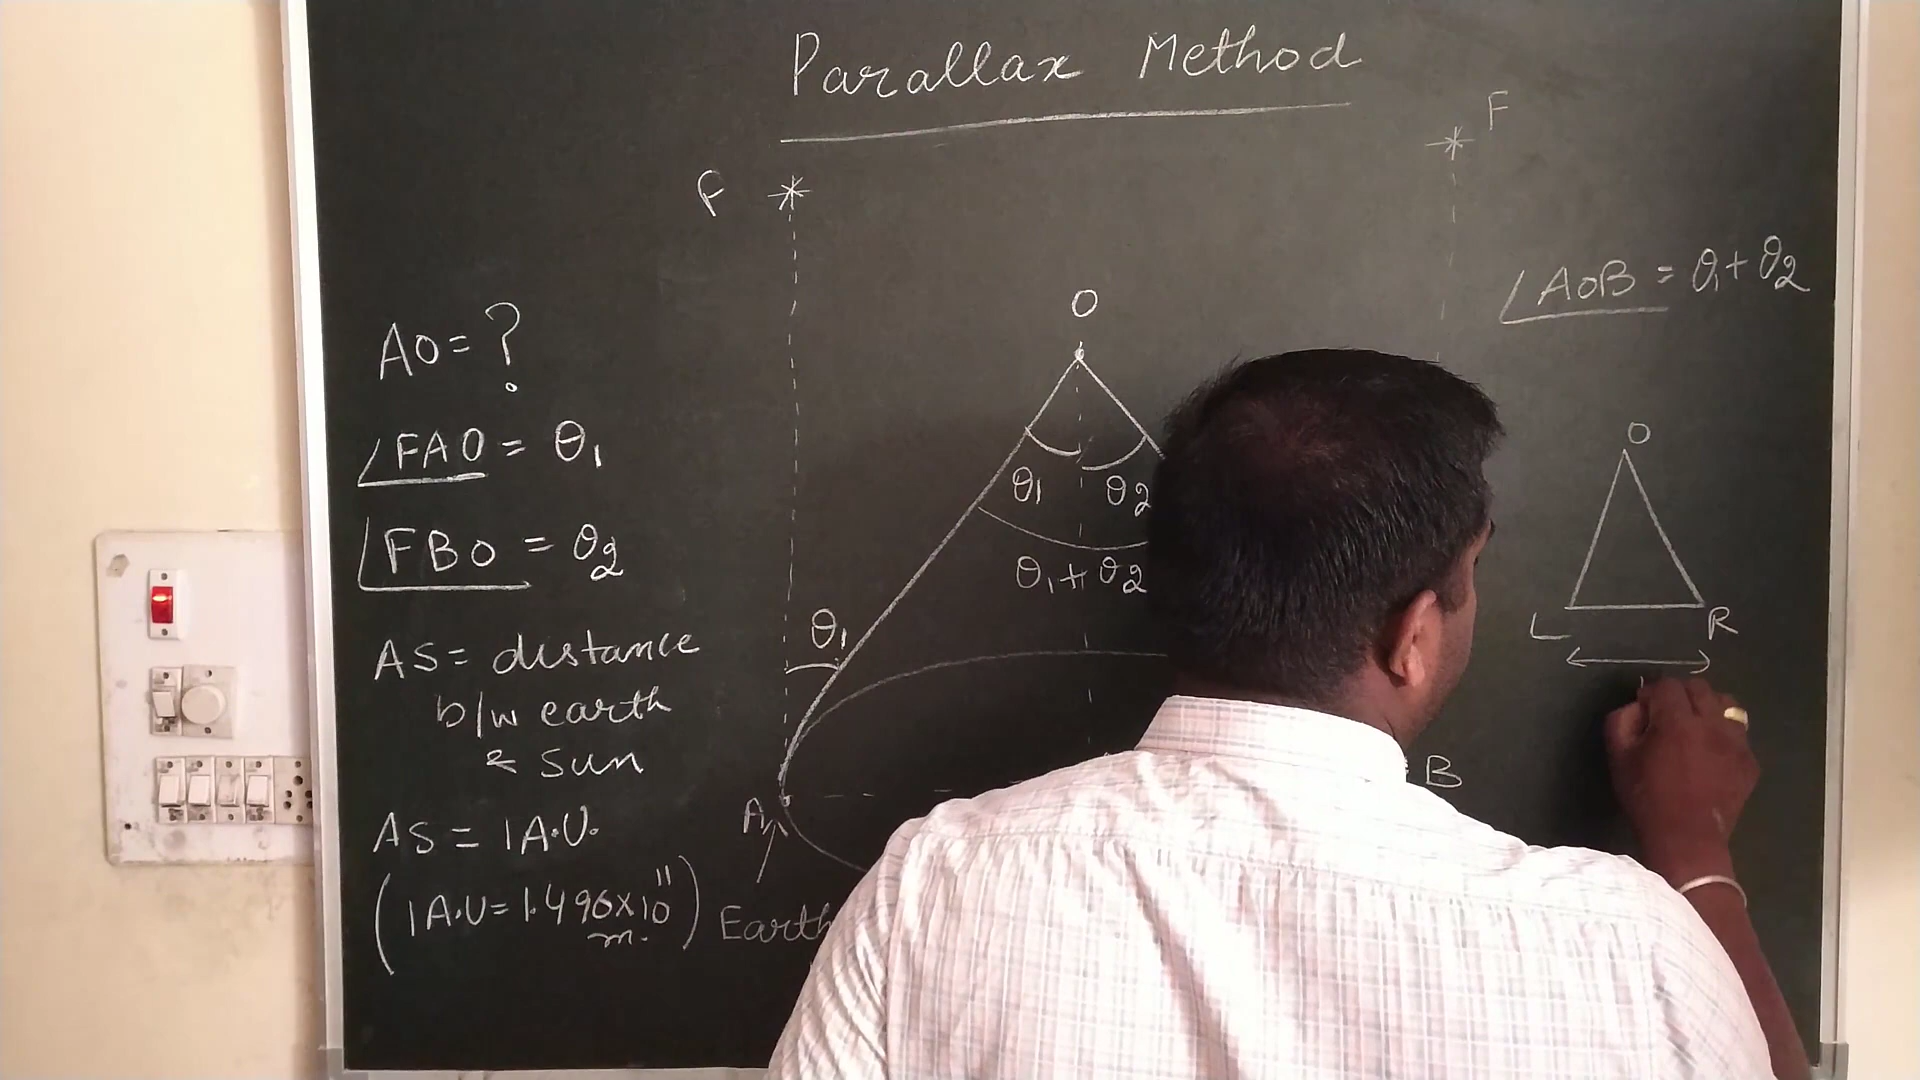 Parallax Method
F
F
∠AOB = θ1 + θ2
O
AO = ?
∠FAO = θ1
∠FBO = θ2
θ1 θ2
θ1 + θ2
θ1
O
L R
AS = distance
b/w earth
& sun
B
A
AS = 1A.U.
(1A.U = 1.496×10^11 m.)
Earth